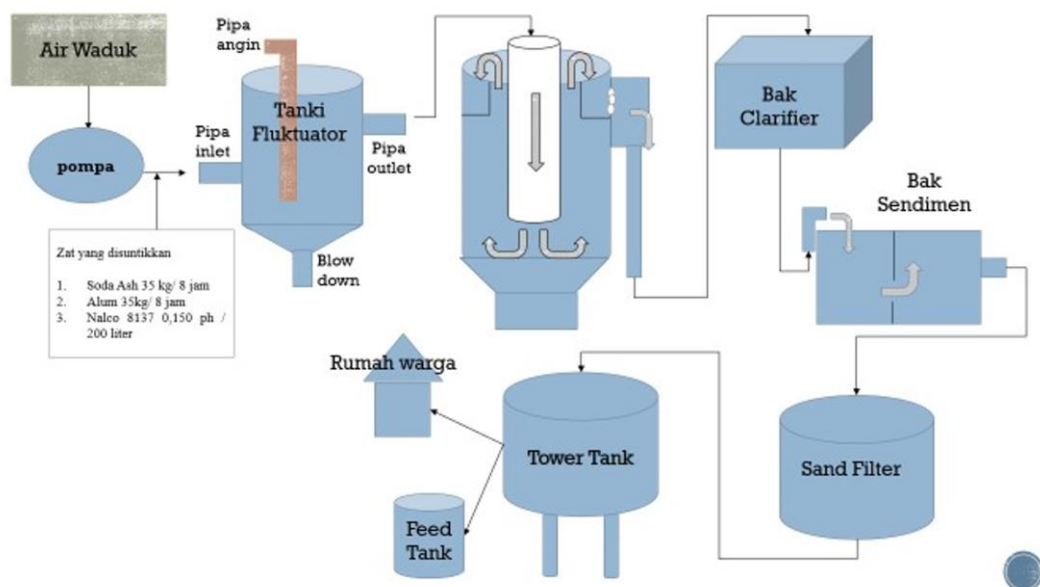 Air Waduk
pompa
Pipa
angin
Tanki
Fluktuator
Pipa
inlet
Pipa
outlet
Blow
down
Zat yang disuntikkan
1. Soda Ash 35 kg/ 8 jam
2. Alum 35kg/ 8 jam
3. Nalco 8137 0,150 ph /
200 liter
Bak
Clarifier
Bak
Sendimen
Rumah warga
Tower Tank
Sand Filter
Feed
Tank